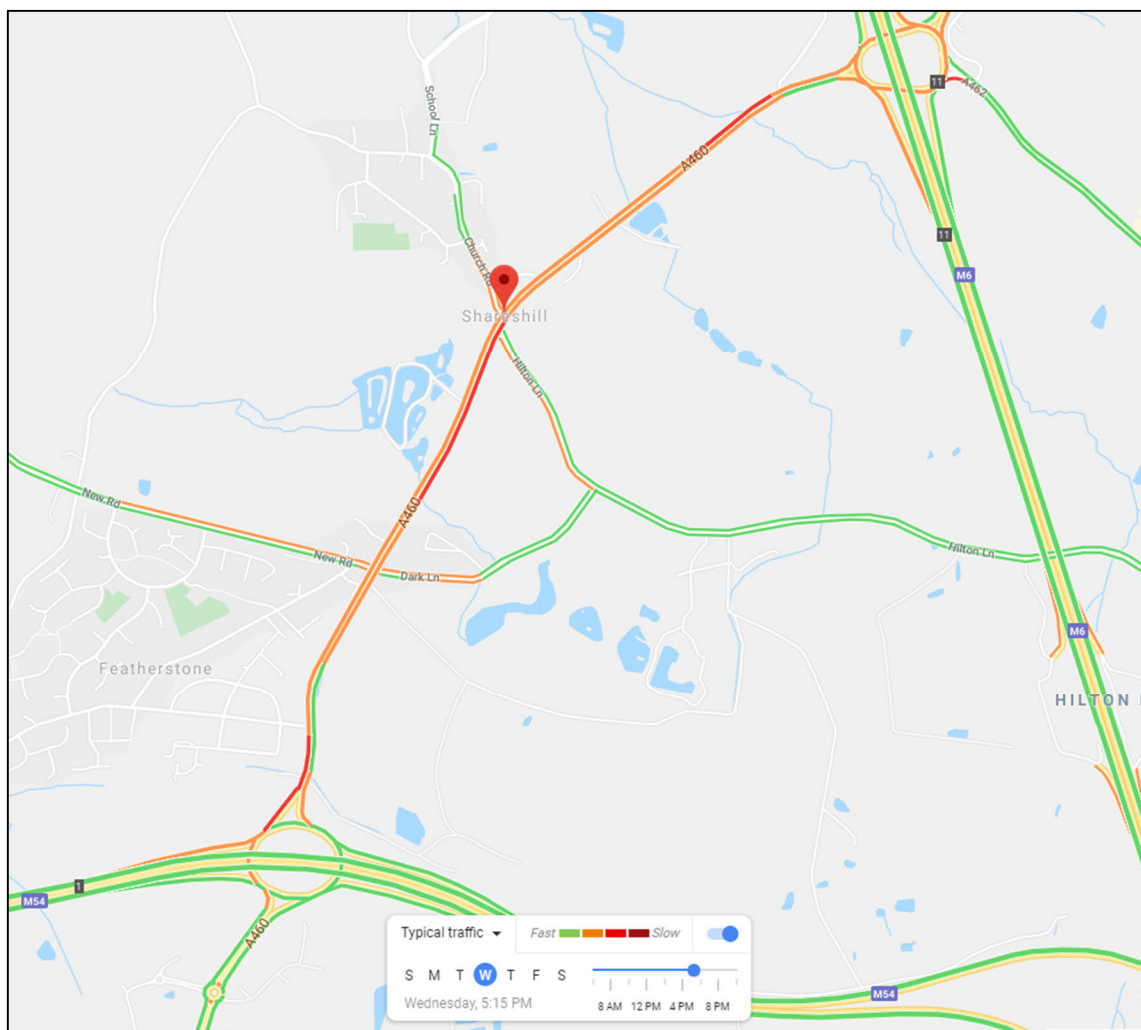 11
A462
School Ln
A460
Church Rd
11
M6
Shareshill
Hilton Ln
New Rd
A460
Hilton Ln
New Rd
Dark Ln
M6
Featherstone
HILTON
1
M54
A460
Typical traffic
Fast
Slow
S M T W T F S
Wednesday, 5:15 PM
8 AM 12 PM 4 PM 8 PM
M54